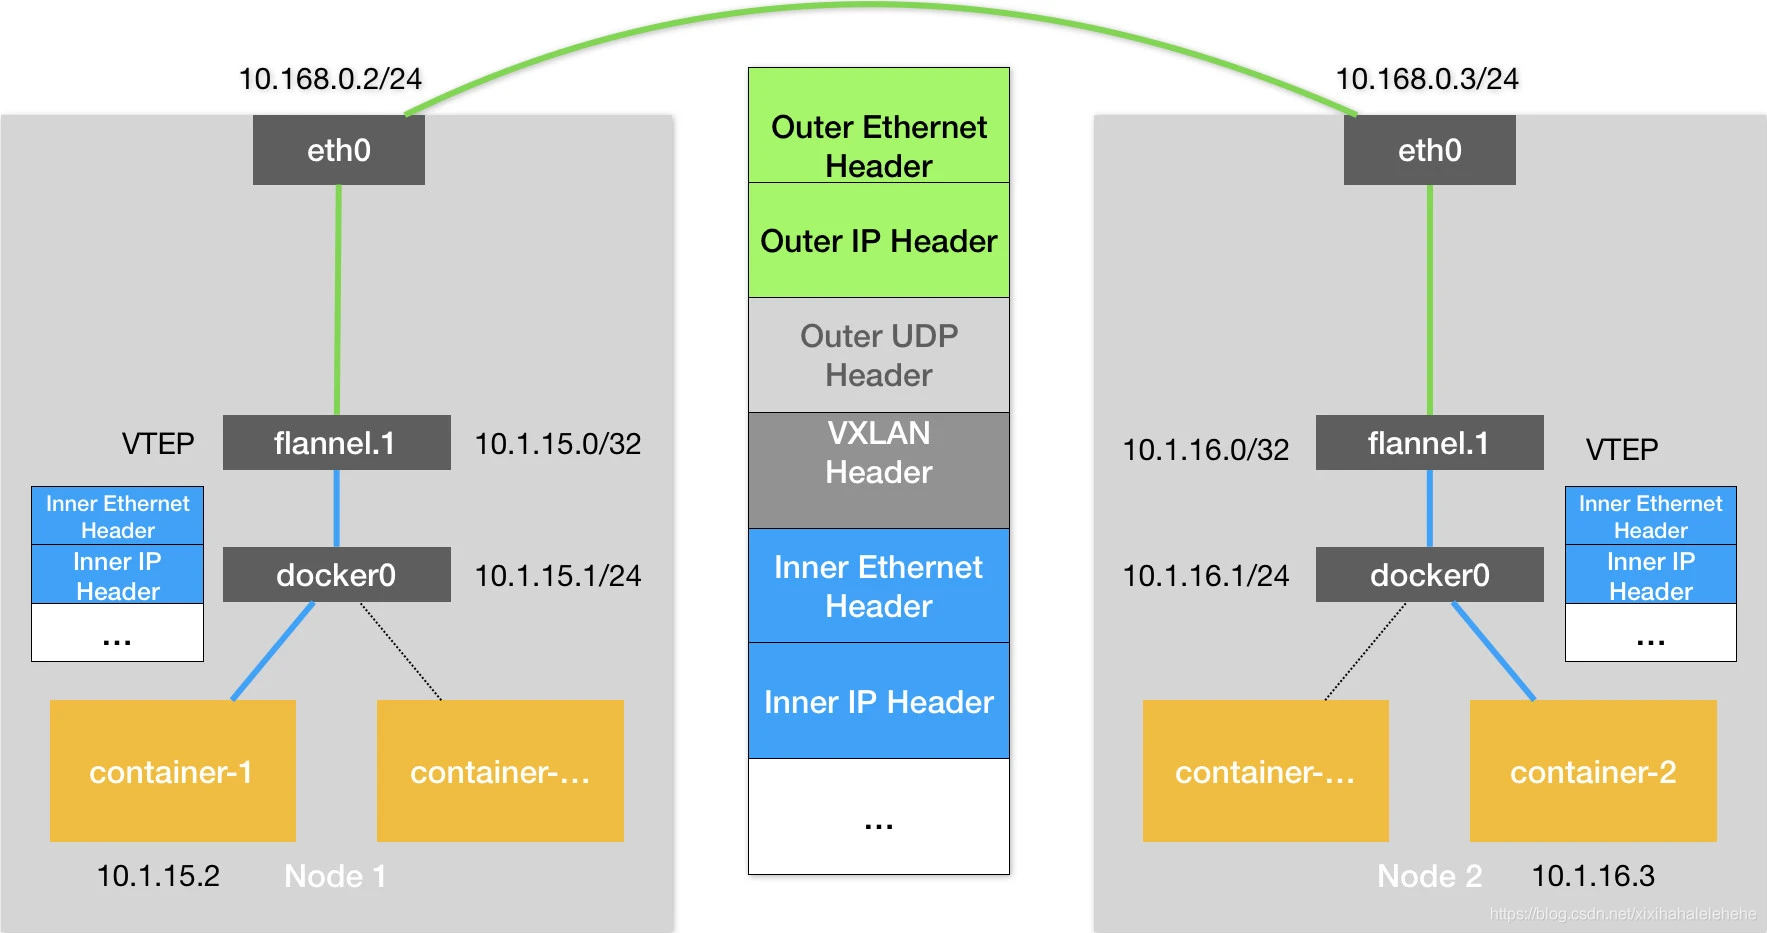 10.168.0.2/24
eth0
VTEP
flannel.1
10.1.15.0/32
Inner Ethernet
Header
Inner IP
Header
...
docker0
10.1.15.1/24
container-1
container-...
10.1.15.2
Node 1
Outer Ethernet
Header
Outer IP Header
Outer UDP
Header
VXLAN
Header
Inner Ethernet
Header
Inner IP Header
...
10.168.0.3/24
eth0
10.1.16.0/32
flannel.1
VTEP
Inner Ethernet
Header
Inner IP
Header
...
10.1.16.1/24
docker0
container-...
container-2
Node 2
10.1.16.3
https://blog.csdn.net/xixihahalelehehe